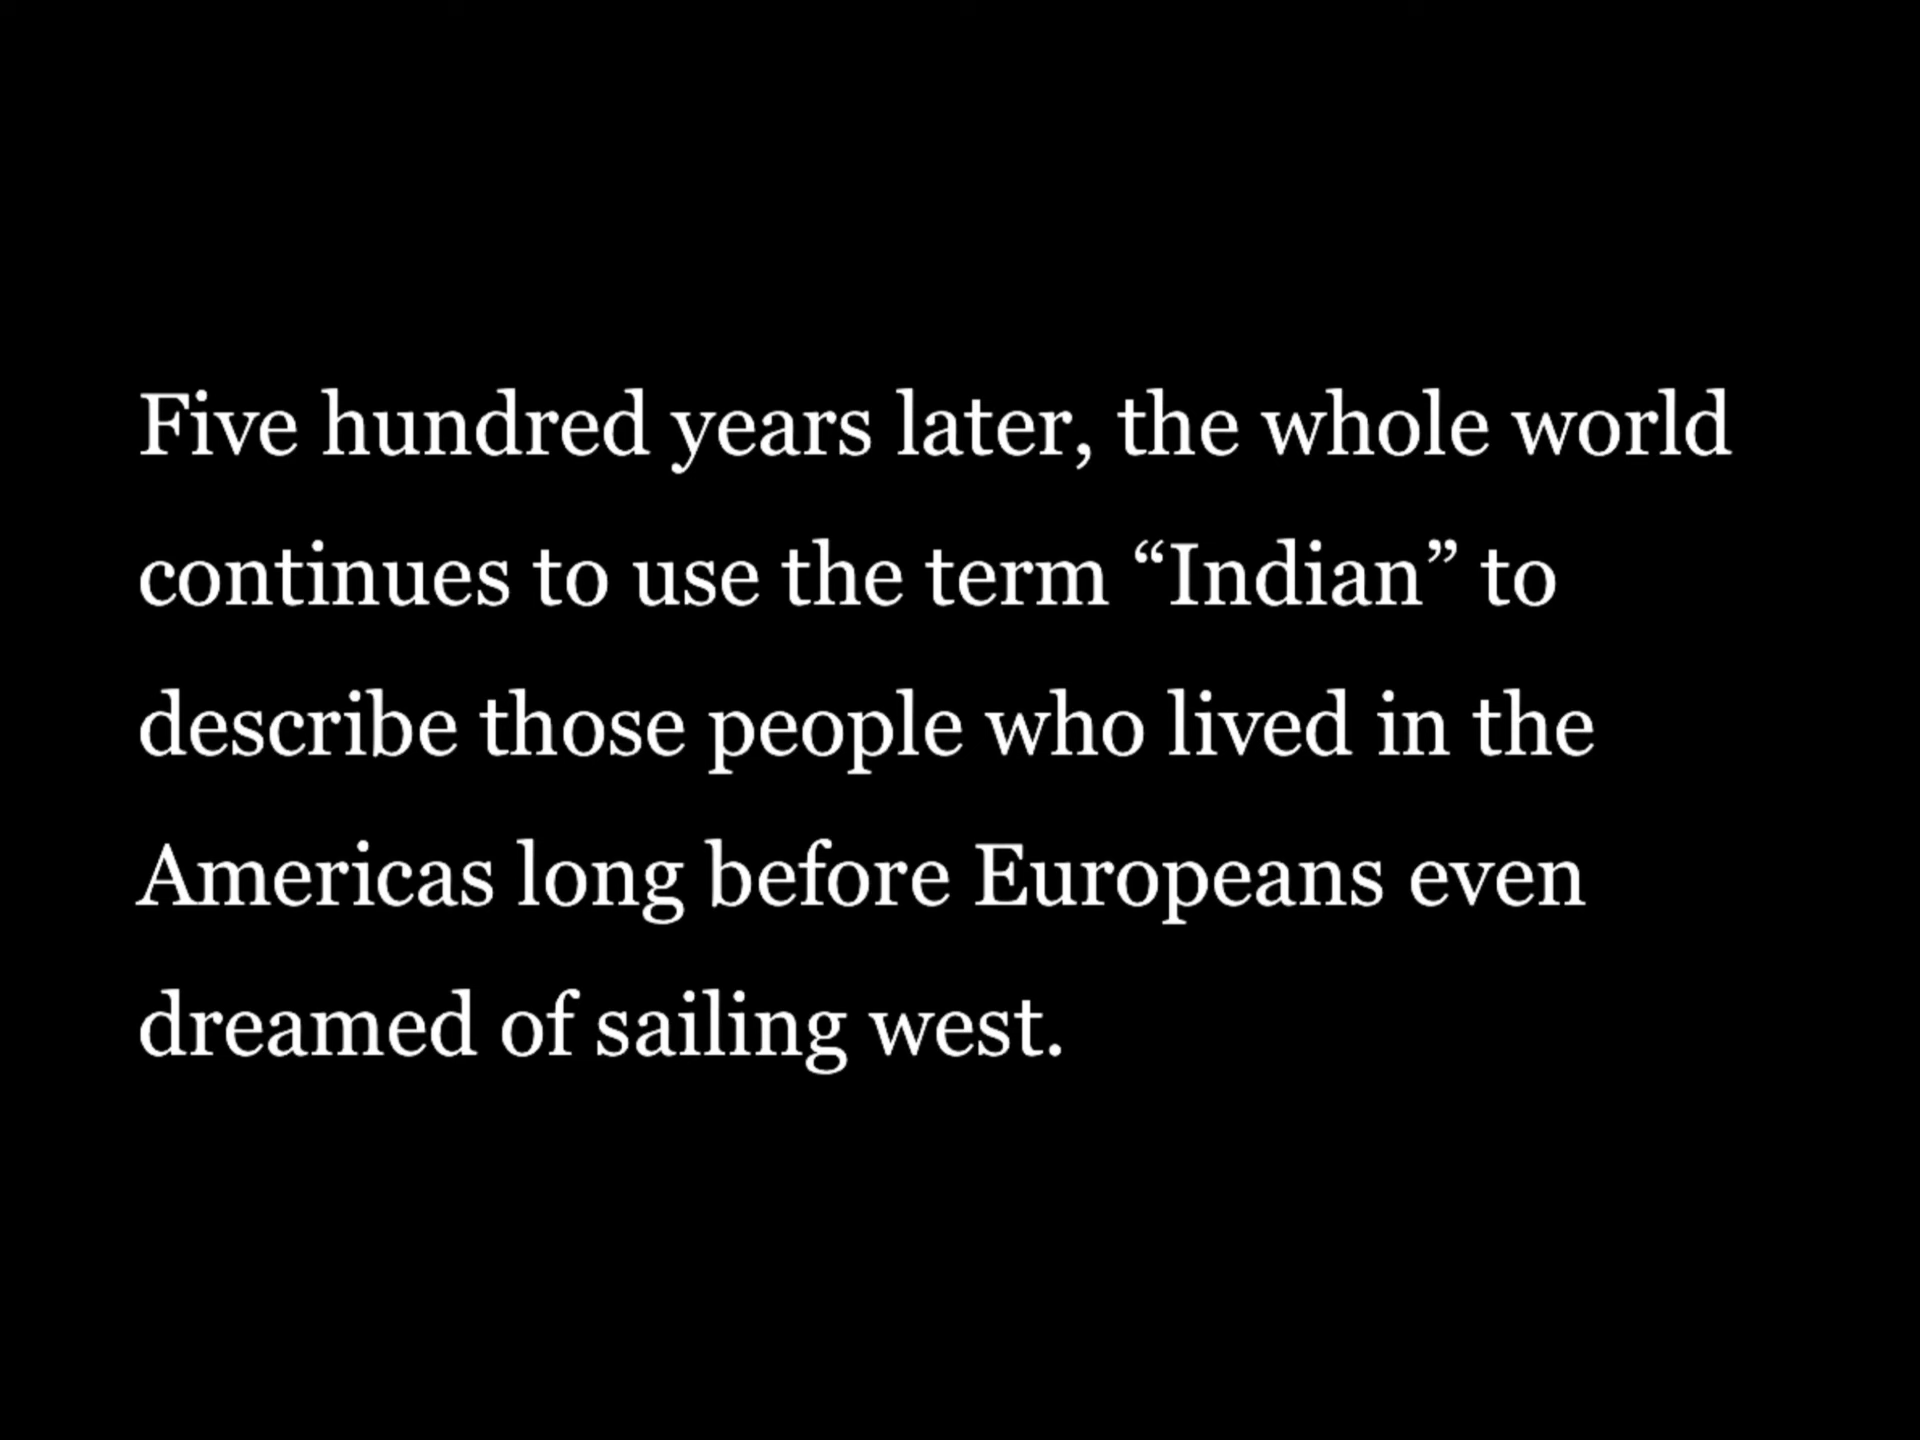 Five hundred years later, the whole world
continues to use the term “Indian” to
describe those people who lived in the
Americas long before Europeans even
dreamed of sailing west.